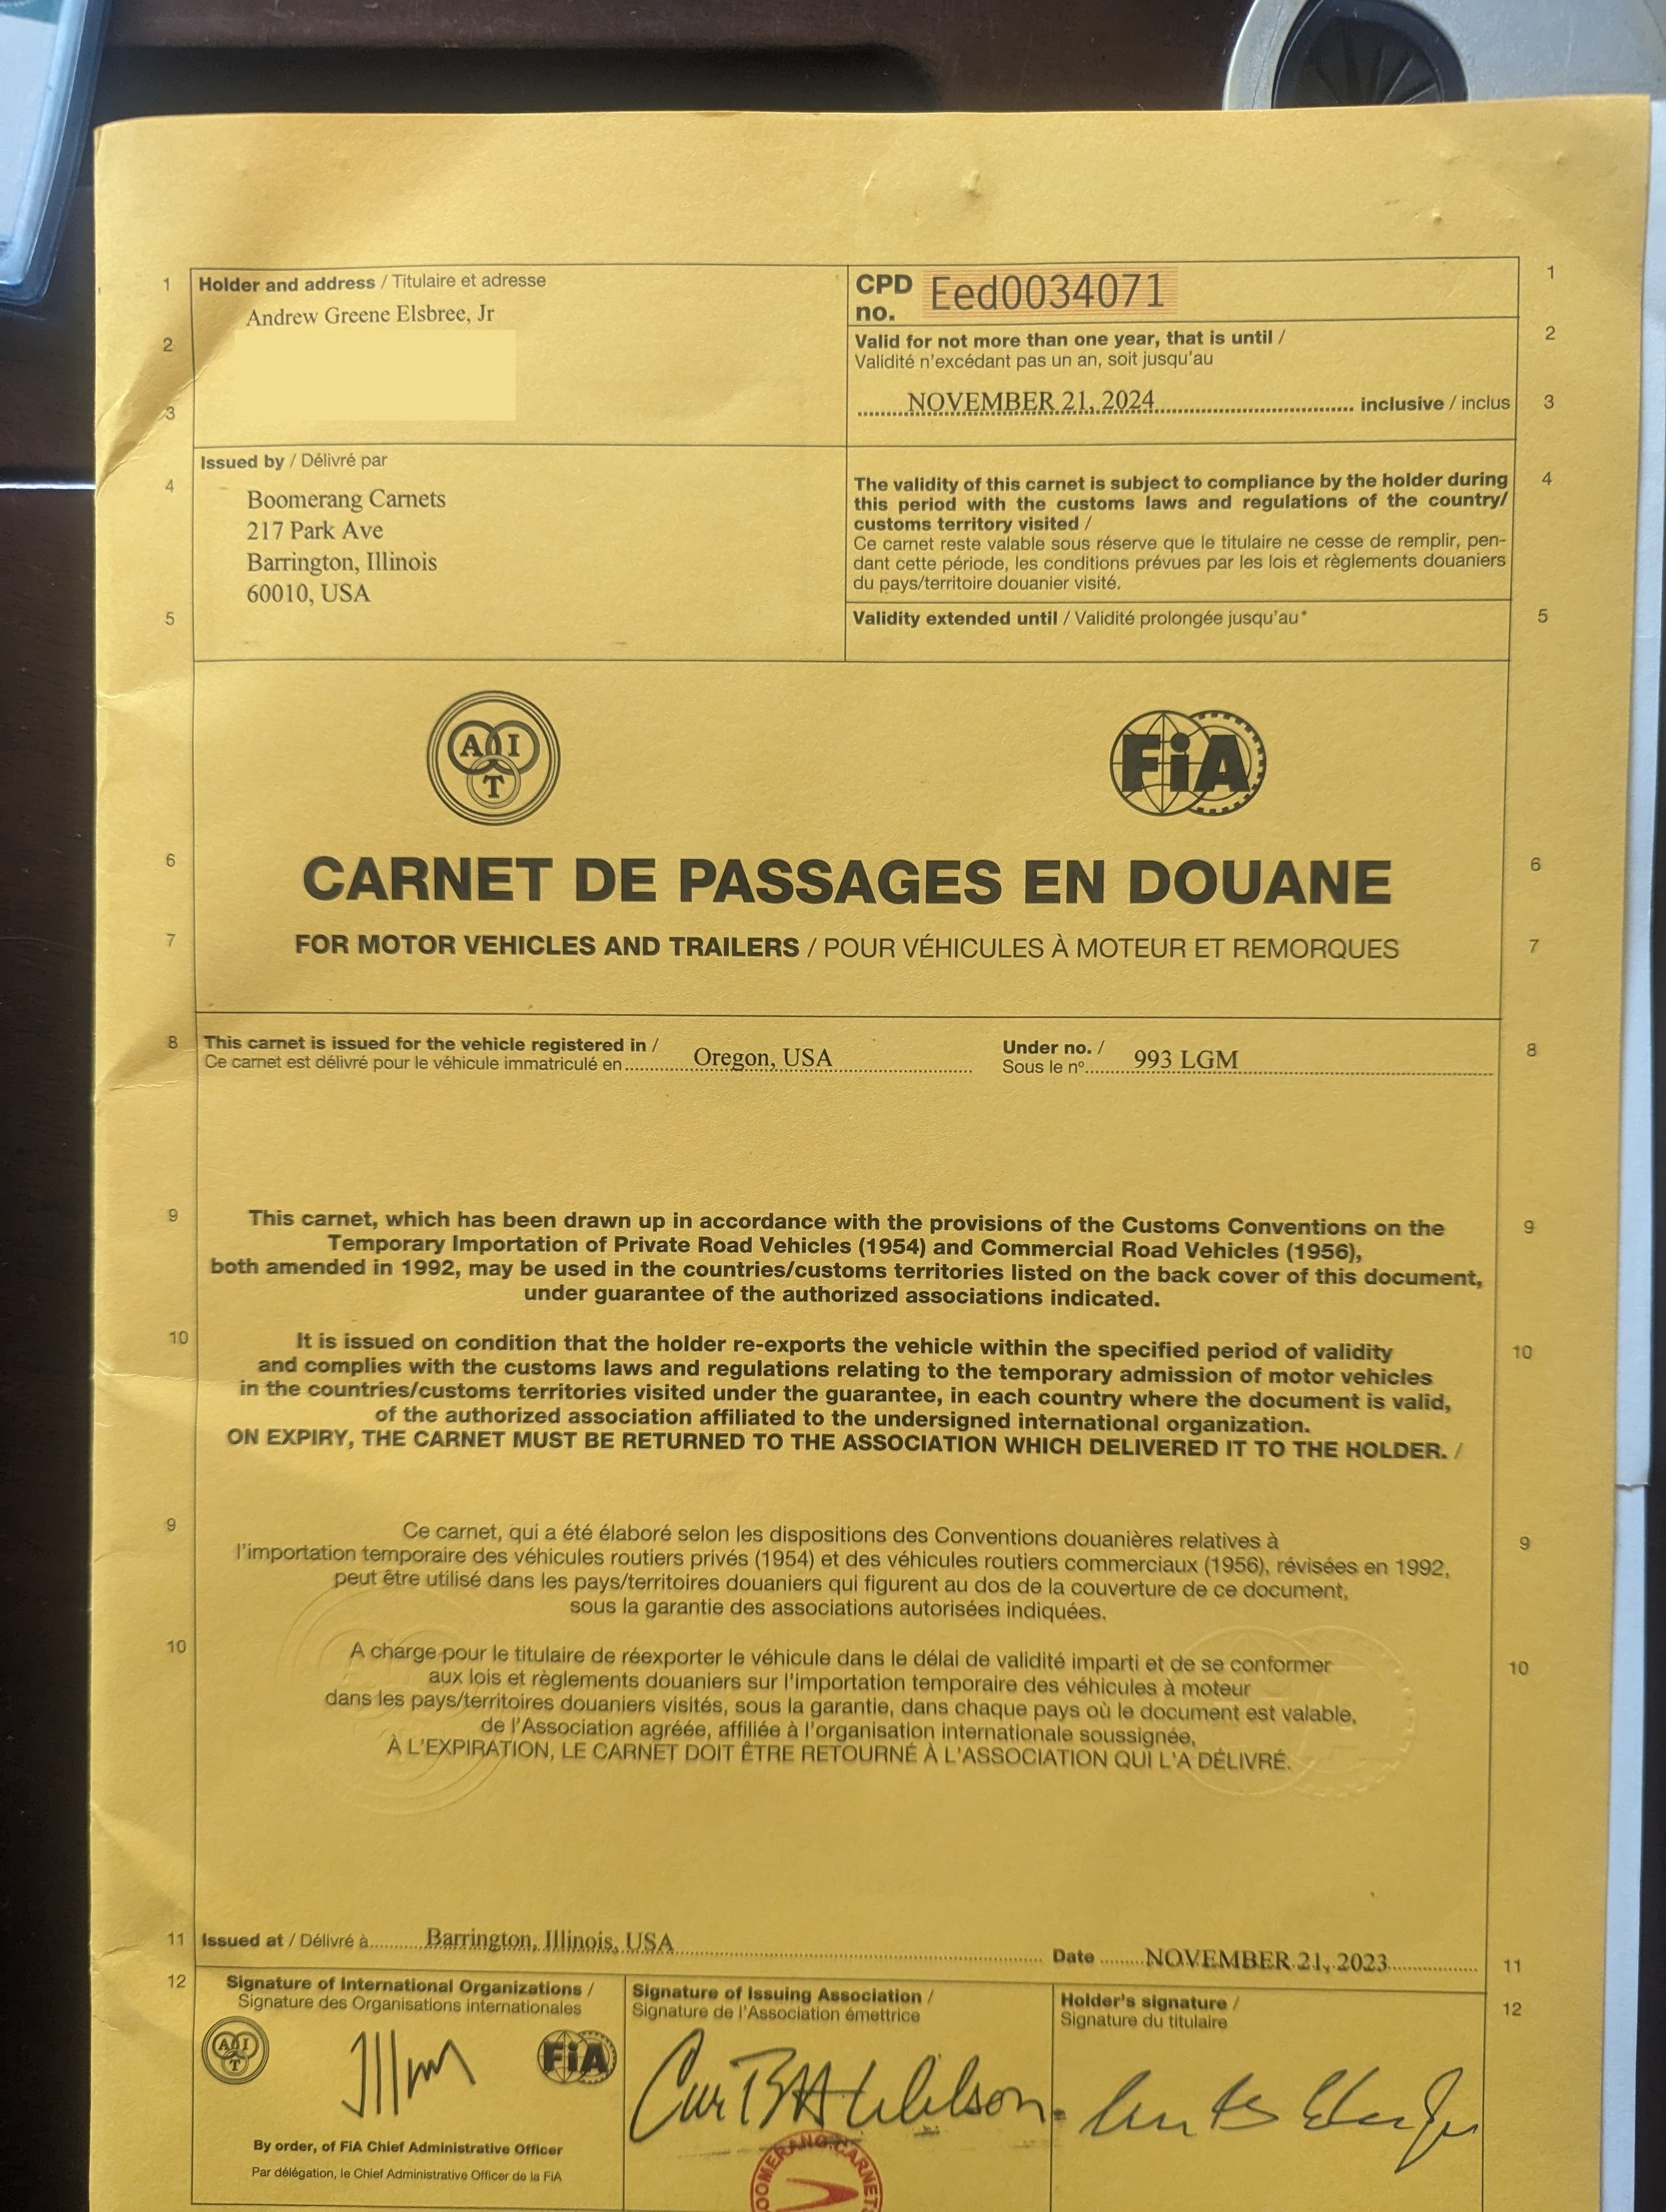 1 Holder and address / Titulaire et adresse
Andrew Greene Elsbree, Jr
2
3
CPD no. Eed0034071 1
Valid for not more than one year, that is until / 2
Validité n'excédant pas un an, soit jusqu'au
NOVEMBER 21, 2024 inclusive / inclus 3
Issued by / Délivré par
4 Boomerang Carnets
217 Park Ave
Barrington, Illinois
60010, USA
5
The validity of this carnet is subject to compliance by the holder during 4
this period with the customs laws and regulations of the country/
customs territory visited /
Ce carnet reste valable sous réserve que le titulaire ne cesse de remplir, pen-
dant cette période, les conditions prévues par les lois et règlements douaniers
du pays/territoire douanier visité.
Validity extended until / Validité prolongée jusqu'au* 5
AIT
FiA
6 CARNET DE PASSAGES EN DOUANE 6
7 FOR MOTOR VEHICLES AND TRAILERS / POUR VÉHICULES À MOTEUR ET REMORQUES 7
8 This carnet is issued for the vehicle registered in /
Ce carnet est délivré pour le véhicule immatriculé en Oregon, USA
Under no. / 8
Sous le n° 993 LGM
9 This carnet, which has been drawn up in accordance with the provisions of the Customs Conventions on the 9
Temporary Importation of Private Road Vehicles (1954) and Commercial Road Vehicles (1956),
both amended in 1992, may be used in the countries/customs territories listed on the back cover of this document,
under guarantee of the authorized associations indicated.
10 It is issued on condition that the holder re-exports the vehicle within the specified period of validity 10
and complies with the customs laws and regulations relating to the temporary admission of motor vehicles
in the countries/customs territories visited under the guarantee, in each country where the document is valid,
of the authorized association affiliated to the undersigned international organization.
ON EXPIRY, THE CARNET MUST BE RETURNED TO THE ASSOCIATION WHICH DELIVERED IT TO THE HOLDER. /
9 Ce carnet, qui a été élaboré selon les dispositions des Conventions douanières relatives à 9
l'importation temporaire des véhicules routiers privés (1954) et des véhicules routiers commerciaux (1956), révisées en 1992,
peut être utilisé dans les pays/territoires douaniers qui figurent au dos de la couverture de ce document,
sous la garantie des associations autorisées indiquées.
10 A charge pour le titulaire de réexporter le véhicule dans le délai de validité imparti et de se conformer 10
aux lois et règlements douaniers sur l'importation temporaire des véhicules à moteur
dans les pays/territoires douaniers visités, sous la garantie, dans chaque pays où le document est valable,
de l'Association agréée, affiliée à l'organisation internationale soussignée,
À L'EXPIRATION, LE CARNET DOIT ÊTRE RETOURNÉ À L'ASSOCIATION QUI L'A DÉLIVRÉ.
11 Issued at / Délivré à Barrington, Illinois, USA Date NOVEMBER 21, 2023 11
12 Signature of International Organizations /
Signature des Organisations internationales
AIT
FiA
By order, of FiA Chief Administrative Officer
Par délégation, le Chief Administrative Officer de la FiA
Signature of Issuing Association /
Signature de l'Association émettrice
BOOMERANG CARNETS
Holder's signature / 12
Signature du titulaire